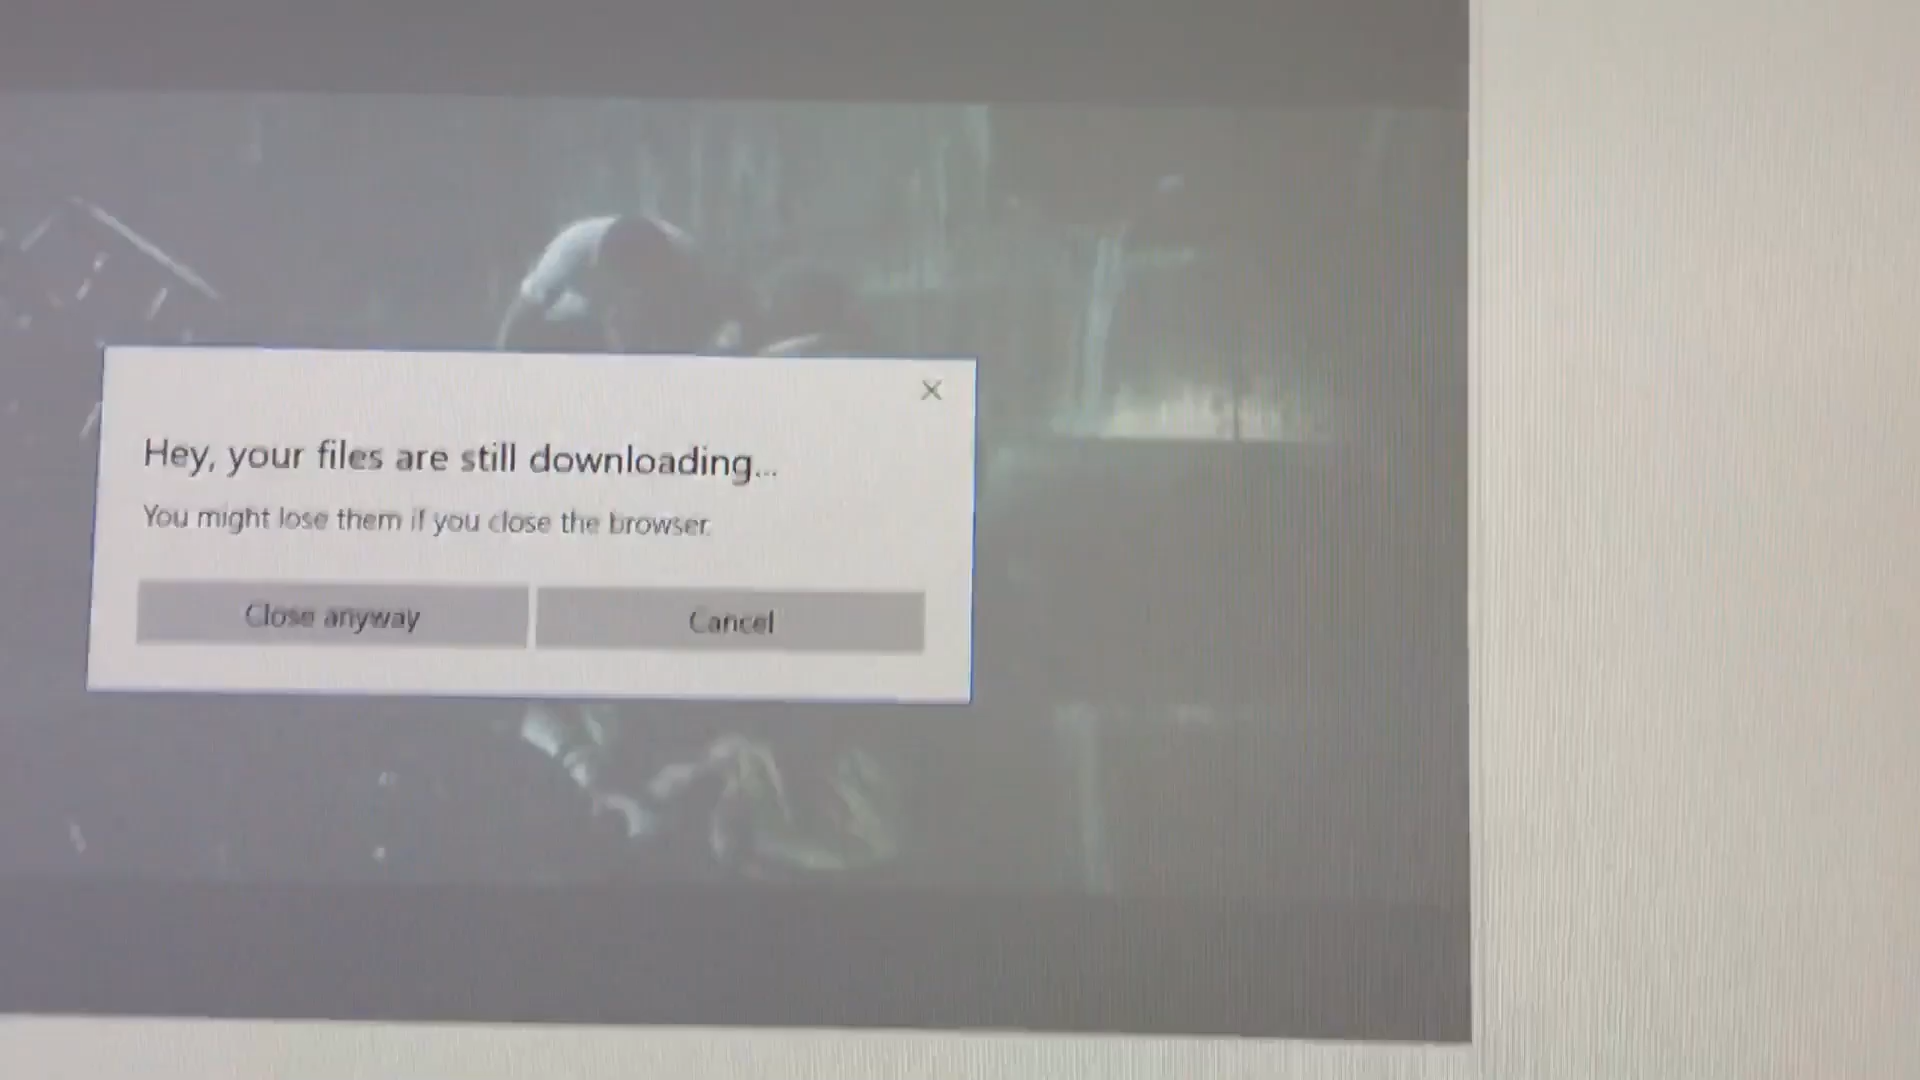 Hey, your files are still downloading...
You might lose them if you close the browser.
Close anyway
Cancel